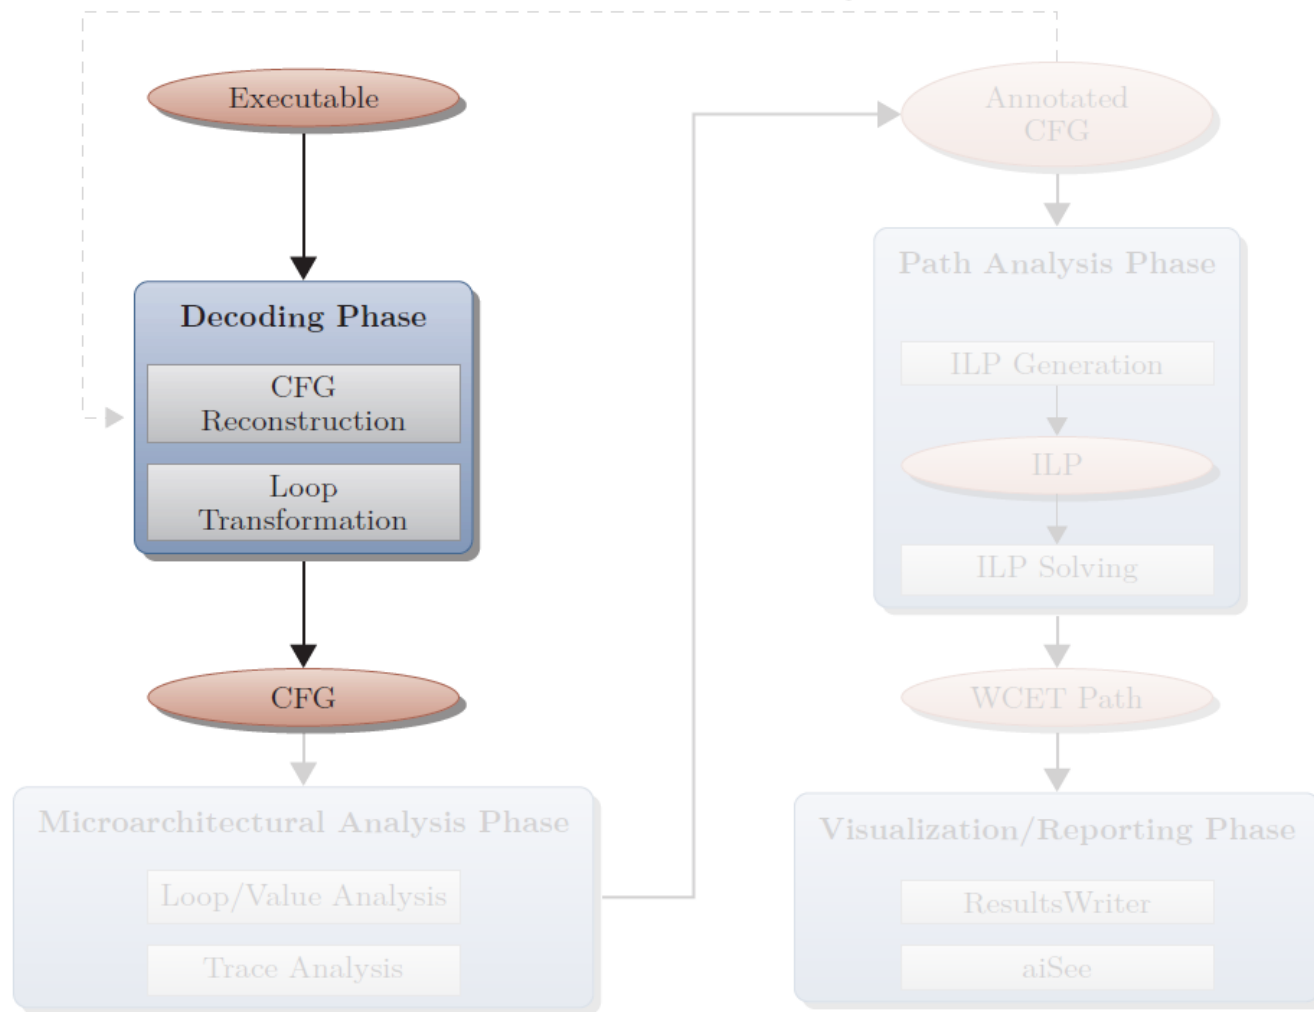 Executable
Decoding Phase
CFG
Reconstruction
Loop
Transformation
CFG
Microarchitectural Analysis Phase
Loop/Value Analysis
Trace Analysis
Annotated
CFG
Path Analysis Phase
ILP Generation
ILP
ILP Solving
WCET Path
Visualization/Reporting Phase
ResultsWriter
aiSee